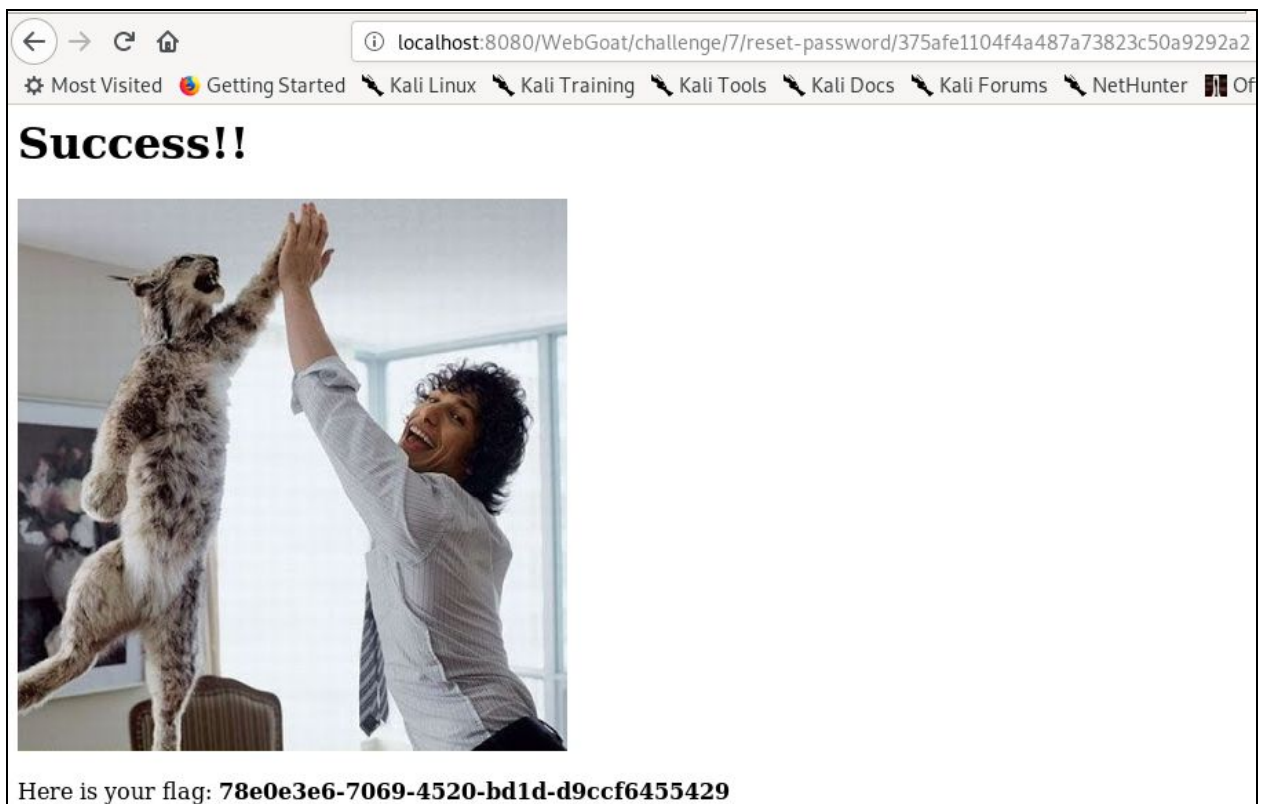 localhost:8080/WebGoat/challenge/7/reset-password/375afe1104f4a487a73823c50a9292a2
Most Visited Getting Started Kali Linux Kali Training Kali Tools Kali Docs Kali Forums NetHunter Of
Success!!
Here is your flag: 78e0e3e6-7069-4520-bd1d-d9ccf6455429